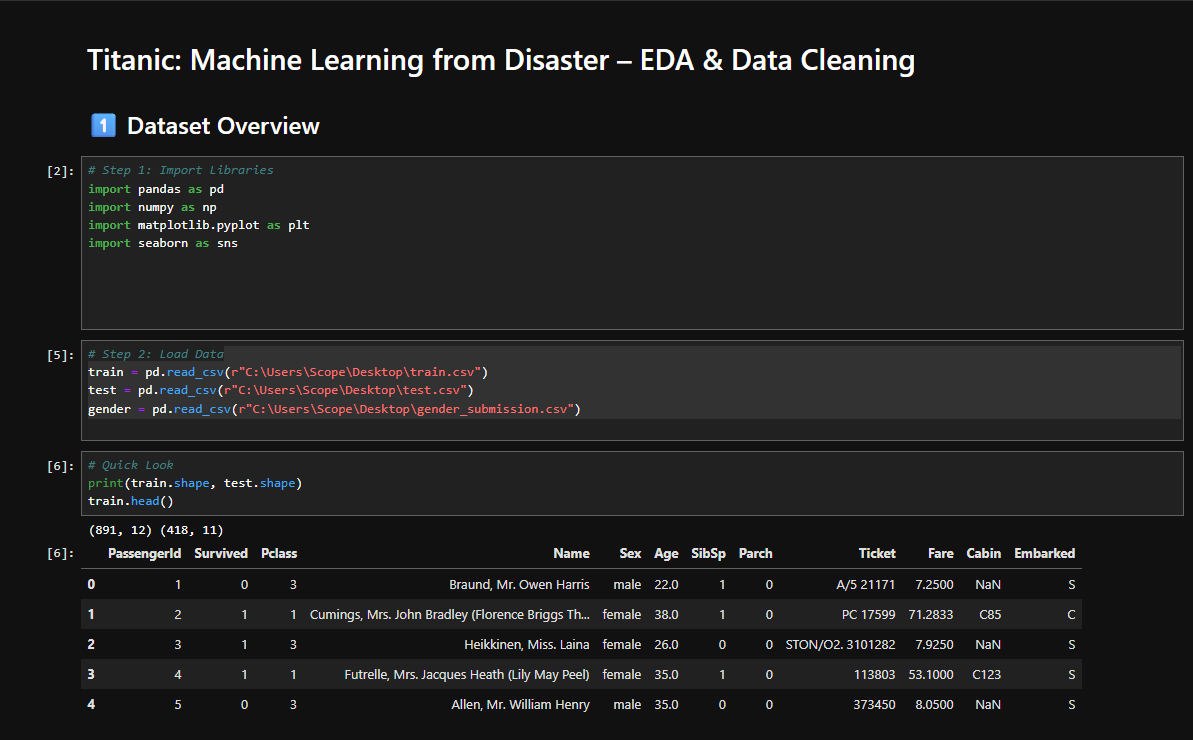 Titanic: Machine Learning from Disaster – EDA & Data Cleaning
1 Dataset Overview
[2]: # Step 1: Import Libraries
import pandas as pd
import numpy as np
import matplotlib.pyplot as plt
import seaborn as sns
[5]: # Step 2: Load Data
train = pd.read_csv(r"C:\Users\Scope\Desktop\train.csv")
test = pd.read_csv(r"C:\Users\Scope\Desktop\test.csv")
gender = pd.read_csv(r"C:\Users\Scope\Desktop\gender_submission.csv")
[6]: # Quick Look
print(train.shape, test.shape)
train.head()
(891, 12) (418, 11)
[6]: PassengerId Survived Pclass Name Sex Age SibSp Parch Ticket Fare Cabin Embarked
0 1 0 3 Braund, Mr. Owen Harris male 22.0 1 0 A/5 21171 7.2500 NaN S
1 2 1 1 Cumings, Mrs. John Bradley (Florence Briggs Th... female 38.0 1 0 PC 17599 71.2833 C85 C
2 3 1 3 Heikkinen, Miss. Laina female 26.0 0 0 STON/O2. 3101282 7.9250 NaN S
3 4 1 1 Futrelle, Mrs. Jacques Heath (Lily May Peel) female 35.0 1 0 113803 53.1000 C123 S
4 5 0 3 Allen, Mr. William Henry male 35.0 0 0 373450 8.0500 NaN S